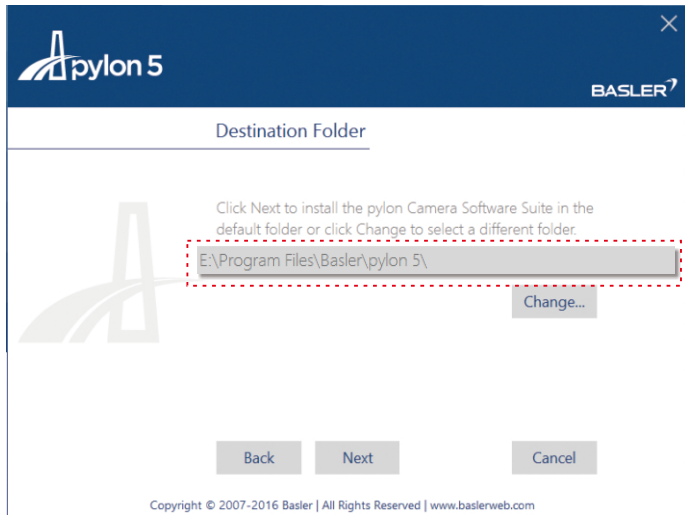 pylon 5
BASLER
Destination Folder
Click Next to install the pylon Camera Software Suite in the
default folder or click Change to select a different folder.
E:\Program Files\Basler\pylon 5\
Change...
Back Next Cancel
Copyright © 2007-2016 Basler | All Rights Reserved | www.baslerweb.com